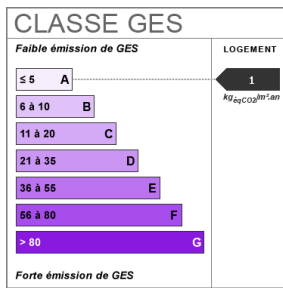 CLASSE GES
Faible émission de GES
LOGEMENT
≤ 5 A
1
kgéqCO2/m².an
6 à 10 B
11 à 20 C
21 à 35 D
36 à 55 E
56 à 80 F
> 80 G
Forte émission de GES